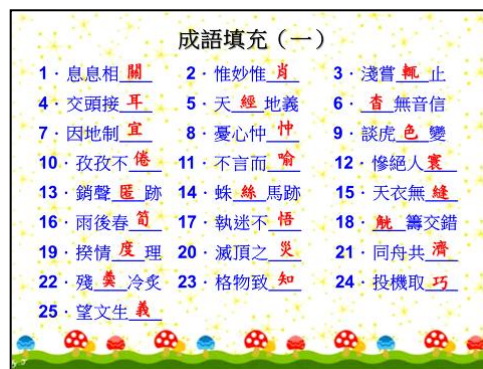 成語填充（一）
1．息息相關 2．惟妙惟肖 3．淺嘗輒止
4．交頭接耳 5．天經地義 6．杳無音信
7．因地制宜 8．憂心忡忡 9．談虎色變
10．孜孜不倦 11．不言而喻 12．慘絕人寰
13．銷聲匿跡 14．蛛絲馬跡 15．天衣無縫
16．雨後春筍 17．執迷不悟 18．觥籌交錯
19．揆情度理 20．滅頂之災 21．同舟共濟
22．殘羹冷炙 23．格物致知 24．投機取巧
25．望文生義